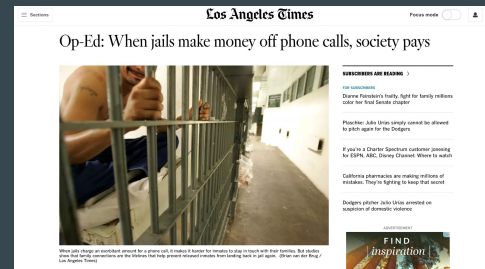 Sections
Los Angeles Times
Focus mode
Op-Ed: When jails make money off phone calls, society pays
When jails charge an exorbitant amount for a phone call, it makes it harder for inmates to stay in touch with their families. But studies
show that family connections are the lifelines that help prevent released inmates from landing back in jail again. (Brian van der Brug /
Los Angeles Times)
SUBSCRIBERS ARE READING >
FOR SUBSCRIBERS
Dianne Feinstein's frailty, fight for family millions
color her final Senate chapter
Plaschke: Julio Urías simply cannot be allowed
to pitch again for the Dodgers
If you're a Charter Spectrum customer jonesing
for ESPN, ABC, Disney Channel: Where to watch
California pharmacies are making millions of
mistakes. They're fighting to keep that secret
Dodgers pitcher Julio Urías arrested on
suspicion of domestic violence
ADVERTISEMENT
FIND
inspiration